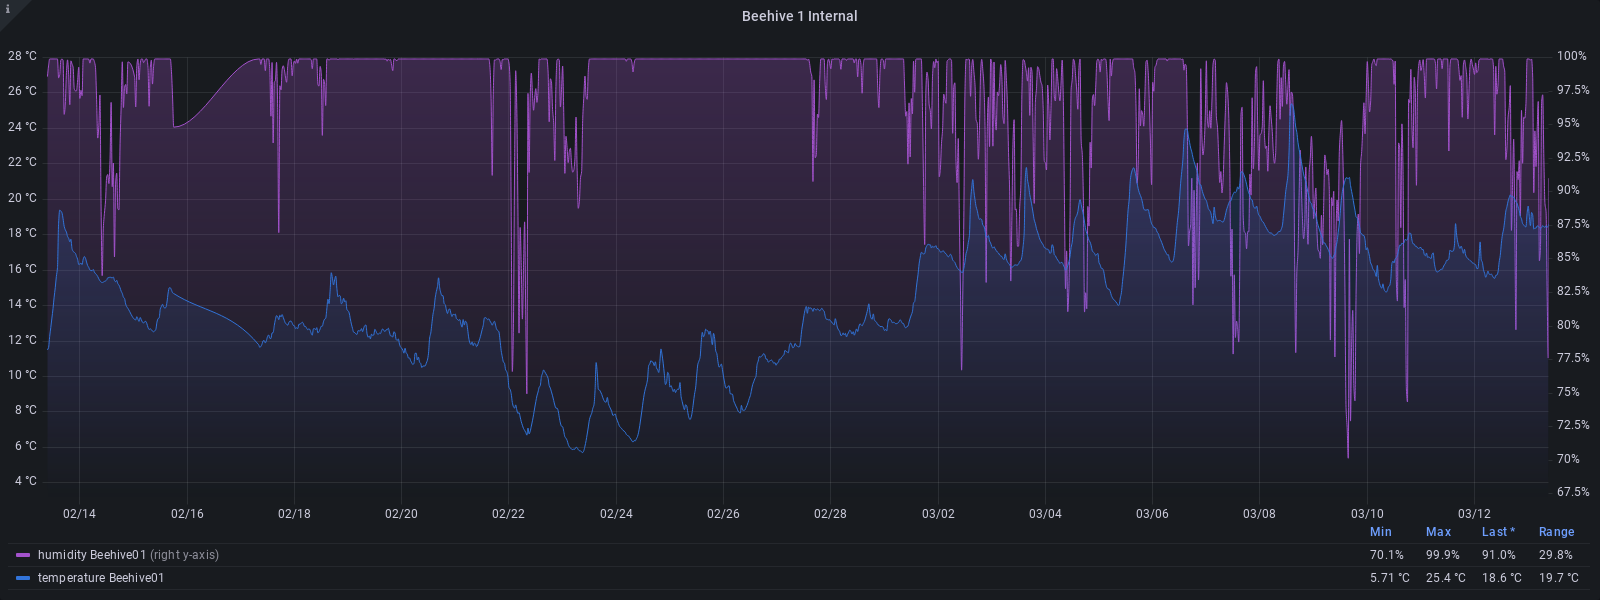 i
Beehive 1 Internal
28 °C 100%
26 °C 97.5%
24 °C 95%
22 °C 92.5%
20 °C 90%
18 °C 87.5%
16 °C 85%
14 °C 82.5%
12 °C 80%
10 °C 77.5%
8 °C 75%
6 °C 72.5%
4 °C 70%
67.5%
02/14 02/16 02/18 02/20 02/22 02/24 02/26 02/28 03/02 03/04 03/06 03/08 03/10 03/12
Min Max Last * Range
humidity Beehive01 (right y-axis) 70.1% 99.9% 91.0% 29.8%
temperature Beehive01 5.71 °C 25.4 °C 18.6 °C 19.7 °C